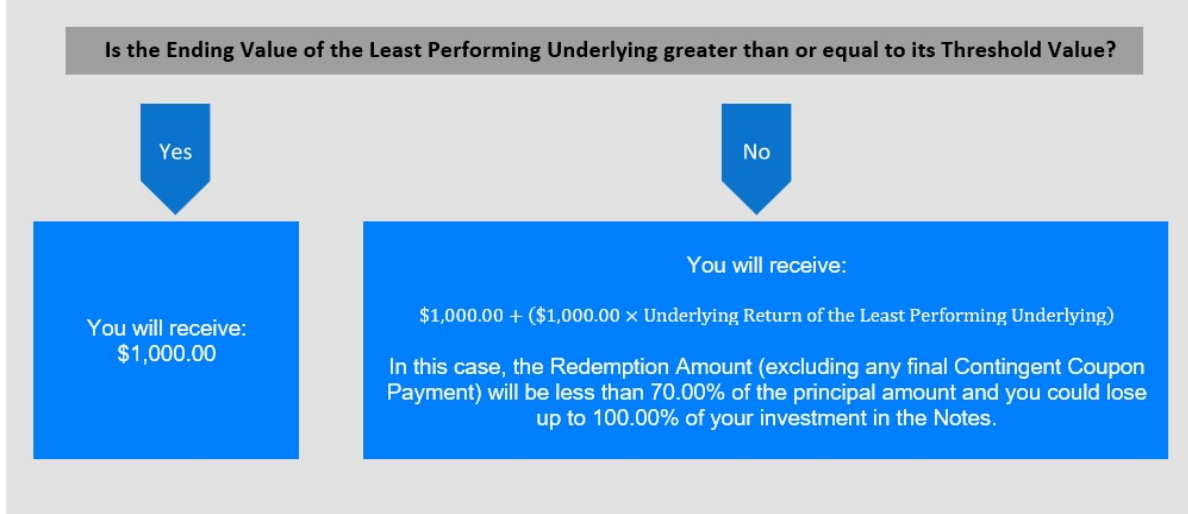 Is the Ending Value of the Least Performing Underlying greater than or equal to its Threshold Value?
Yes
No
You will receive:
$1,000.00
You will receive:
$1,000.00 + ($1,000.00 × Underlying Return of the Least Performing Underlying)
In this case, the Redemption Amount (excluding any final Contingent Coupon
Payment) will be less than 70.00% of the principal amount and you could lose
up to 100.00% of your investment in the Notes.